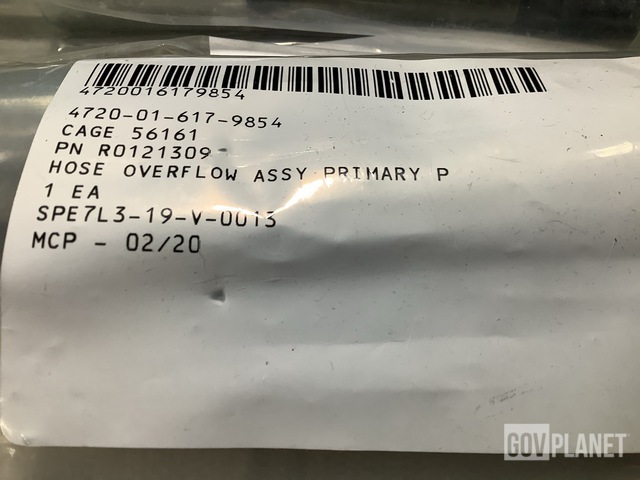 4720016179854
4720-01-617-9854
CAGE 56161
PN R0121309
HOSE OVERFLOW ASSY PRIMARY P
1 EA
SPE7L3-19-V-0013
MCP - 02/20
GOVPLANET